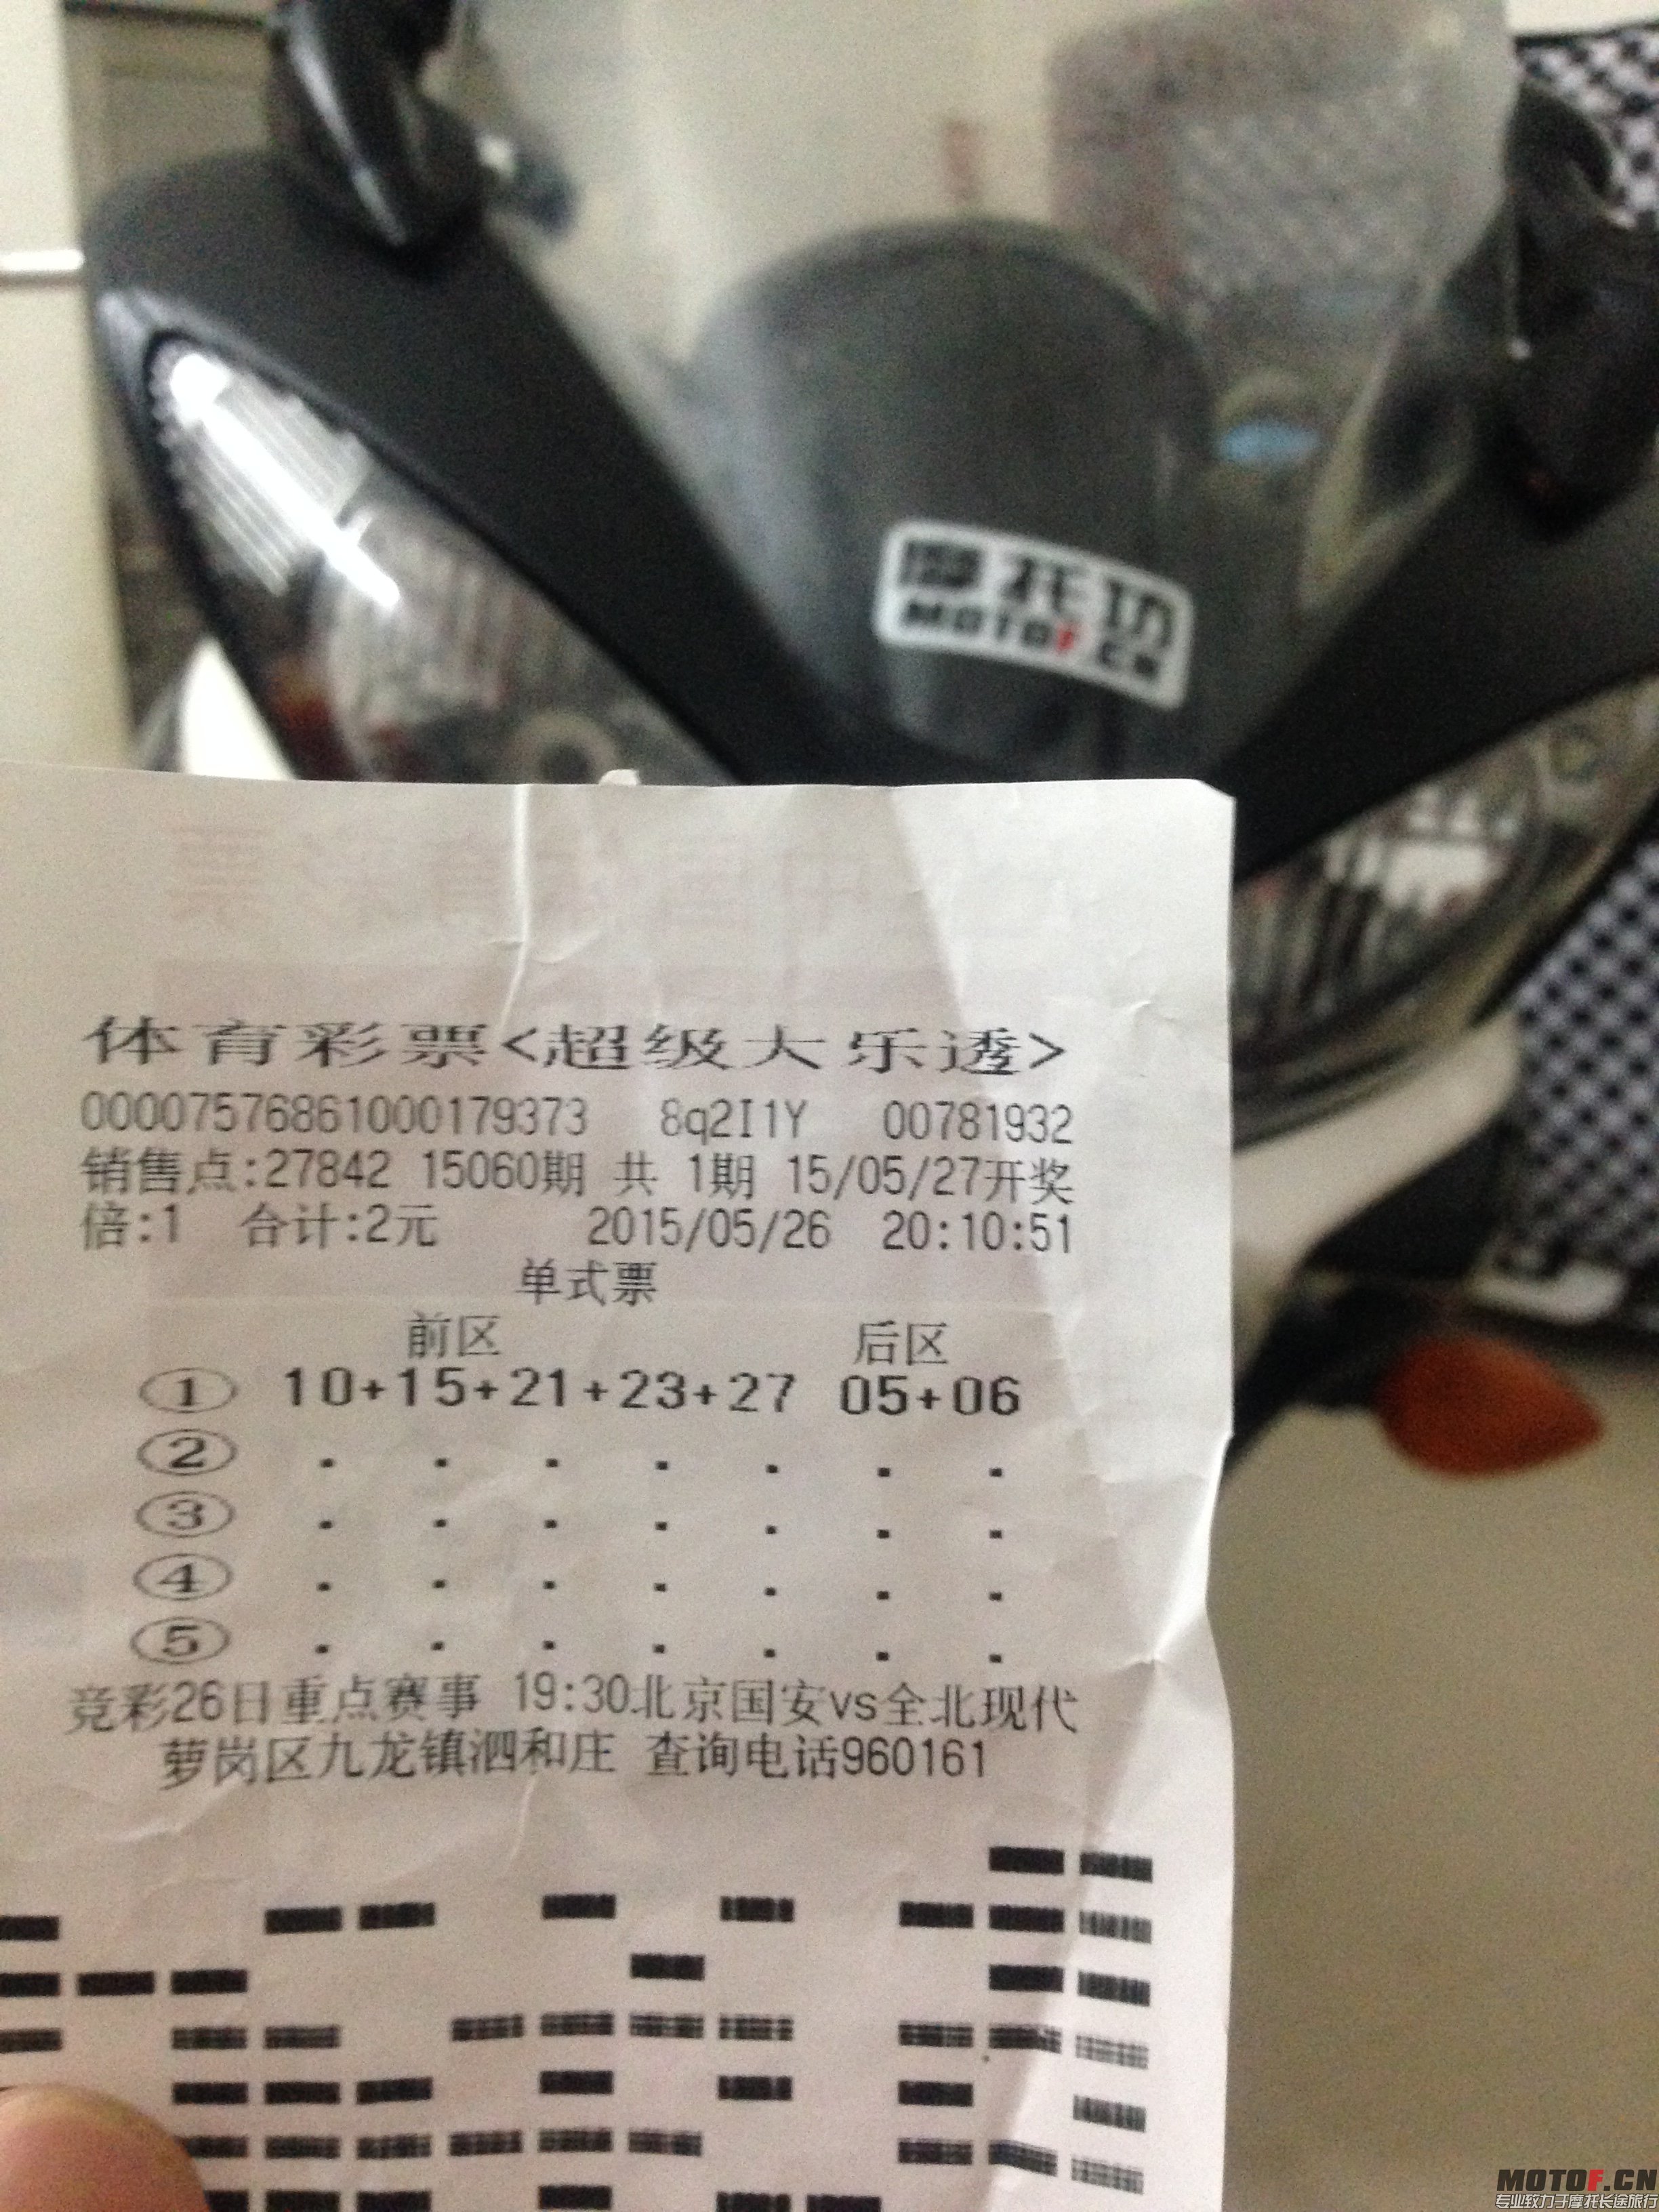 摩托功
MOTOF.CN
体育彩票<超级大乐透>
00007576861000179373 8q2I1Y 00781932
销售点:27842 15060期 共 1期 15/05/27开奖
倍:1 合计:2元 2015/05/26 20:10:51
单式票
前区 后区
① 10+15+21+23+27 05+06
② . . . . . . .
③ . . . . . . .
④ . . . . . . .
⑤ . . . . . . .
竞彩26日重点赛事 19:30北京国安vs全北现代
萝岗区九龙镇泗和庄 查询电话960161
MOTOF.CN
专业致力于摩托长途旅行